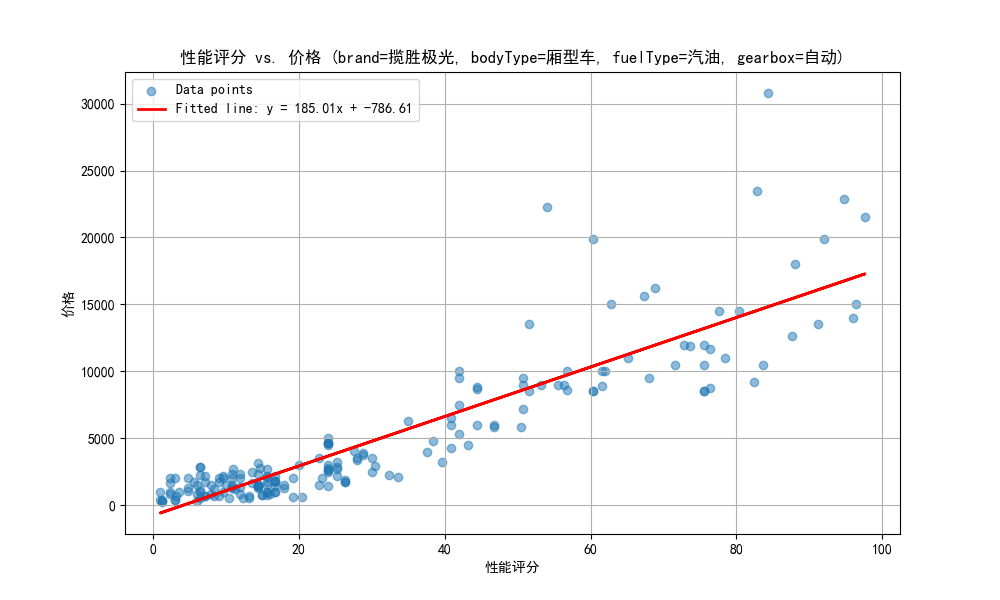 性能评分 vs. 价格 (brand=揽胜极光, bodyType=厢型车, fuelType=汽油, gearbox=自动)
Data points
Fitted line: y = 185.01x + -786.61
30000
25000
20000
15000
10000
5000
0
价格
0 20 40 60 80 100
性能评分